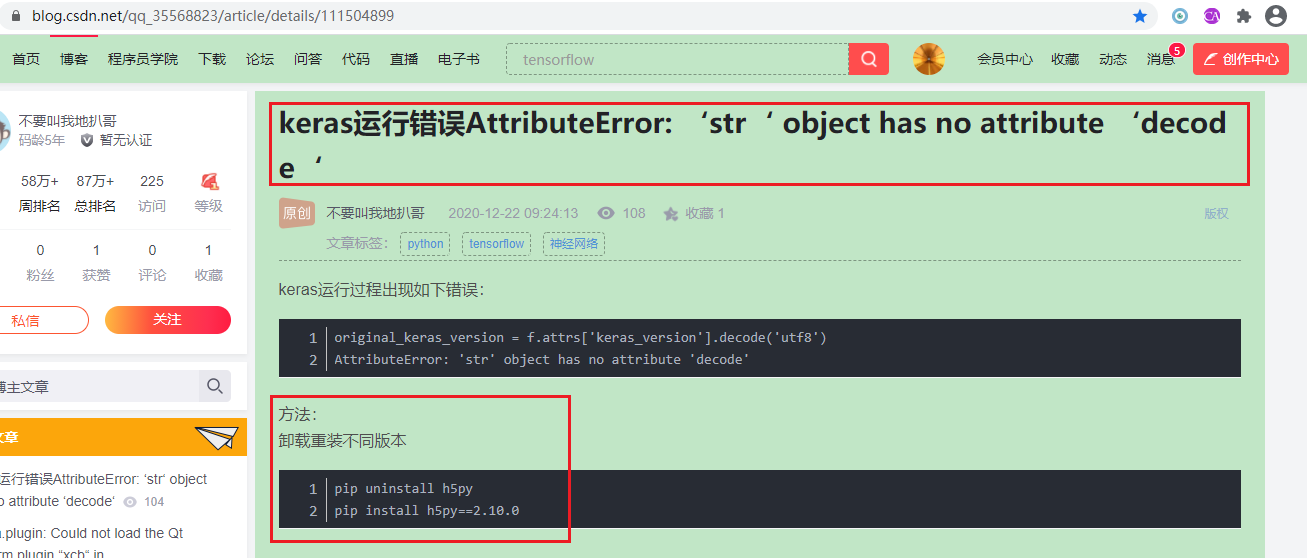 blog.csdn.net/qq_35568823/article/details/111504899
CA
首页 博客 程序员学院 下载 论坛 问答 代码 直播 电子书 tensorflow 会员中心 收藏 动态 消息 5 创作中心
不要叫我地扒哥
码龄5年 暂无认证
58万+ 87万+ 225
周排名 总排名 访问 等级
0 1 0 1
粉丝 获赞 评论 收藏
私信 关注
博主文章
文章
运行错误AttributeError: ‘str‘ object
o attribute ‘decode‘ 104
a.plugin: Could not load the Qt
rm plugin “xcb“ in
keras运行错误AttributeError: ‘str‘ object has no attribute ‘decod
e‘
原创 不要叫我地扒哥 2020-12-22 09:24:13 108 收藏 1 版权
文章标签： python tensorflow 神经网络
keras运行过程出现如下错误：
1 original_keras_version = f.attrs['keras_version'].decode('utf8')
2 AttributeError: 'str' object has no attribute 'decode'
方法：
卸载重装不同版本
1 pip uninstall h5py
2 pip install h5py==2.10.0